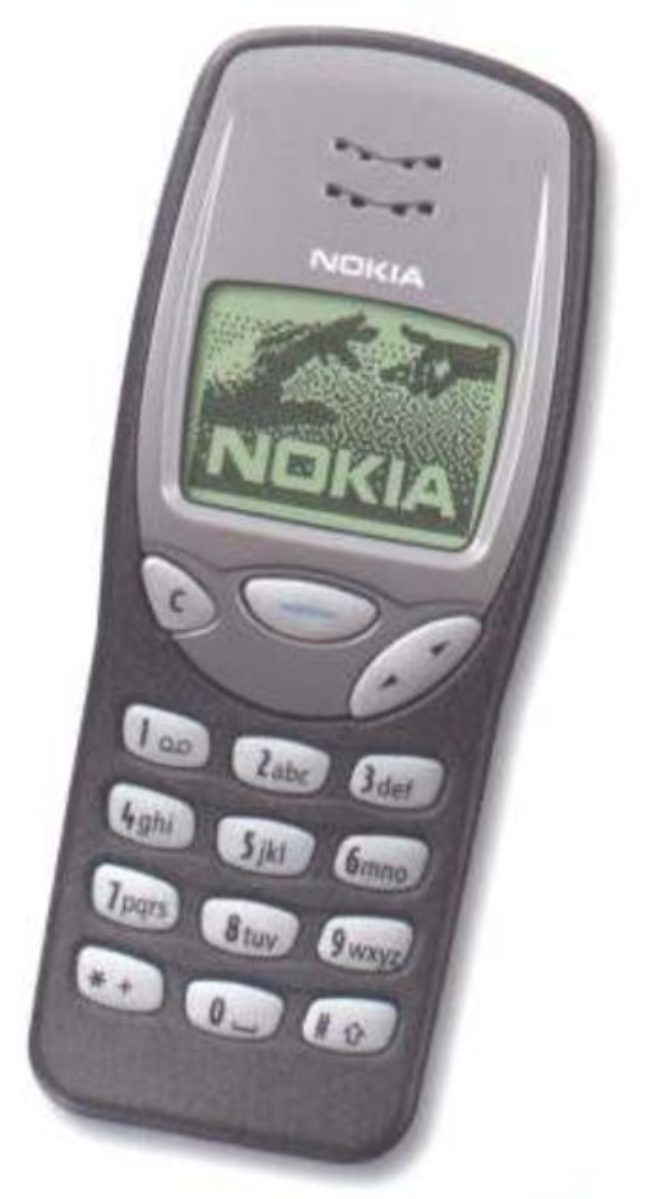 NOKIA
NOKIA
C
1
2abc 3def
4ghi 5jkl 6mno
7pqrs 8tuv 9wxyz
* +
0 #